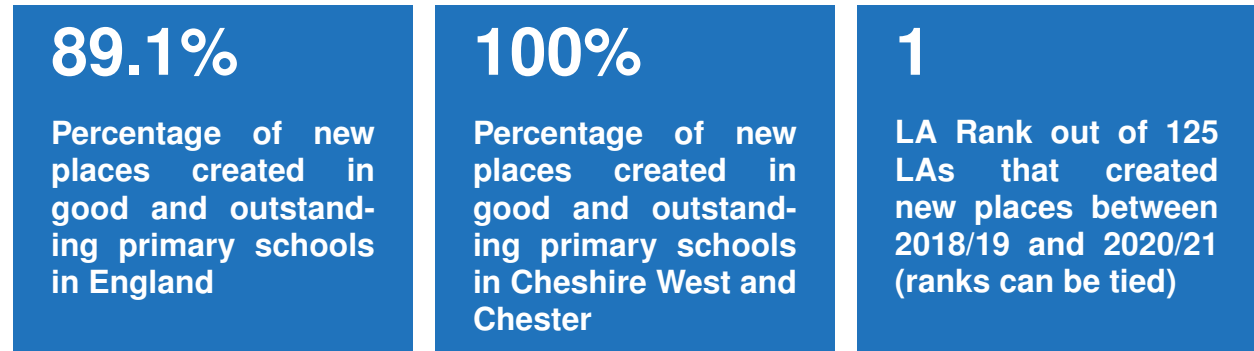 89.1%
Percentage of new
places created in
good and outstand-
ing primary schools
in England
100%
Percentage of new
places created in
good and outstand-
ing primary schools
in Cheshire West and
Chester
1
LA Rank out of 125
LAs that created
new places between
2018/19 and 2020/21
(ranks can be tied)